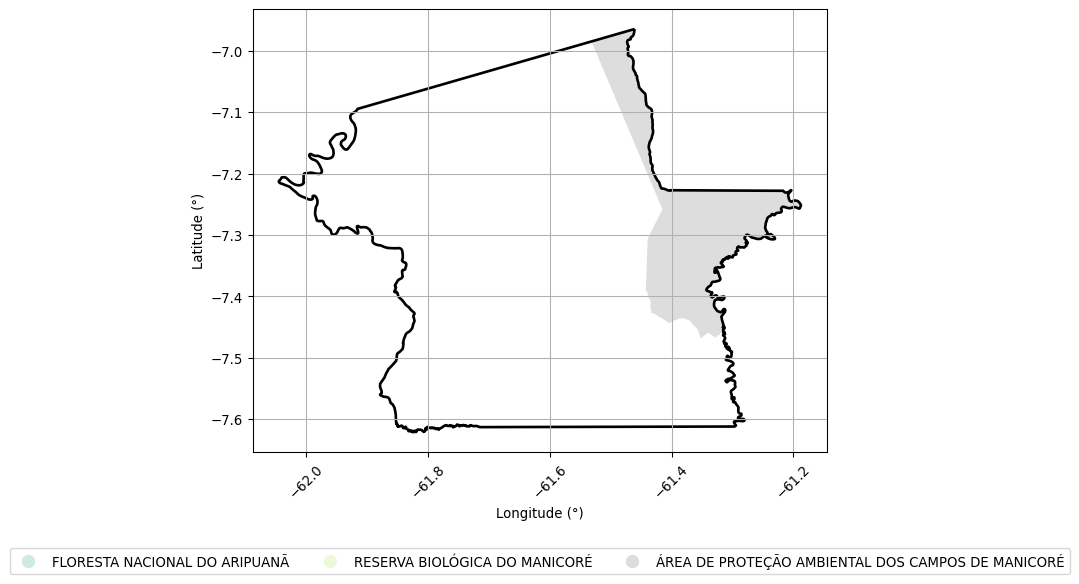 −7.0
−7.1
−7.2
−7.3
−7.4
−7.5
−7.6
Latitude (°)
−62.0
−61.8
−61.6
−61.4
−61.2
Longitude (°)
FLORESTA NACIONAL DO ARIPUANÃ
RESERVA BIOLÓGICA DO MANICORÉ
ÁREA DE PROTEÇÃO AMBIENTAL DOS CAMPOS DE MANICORÉ